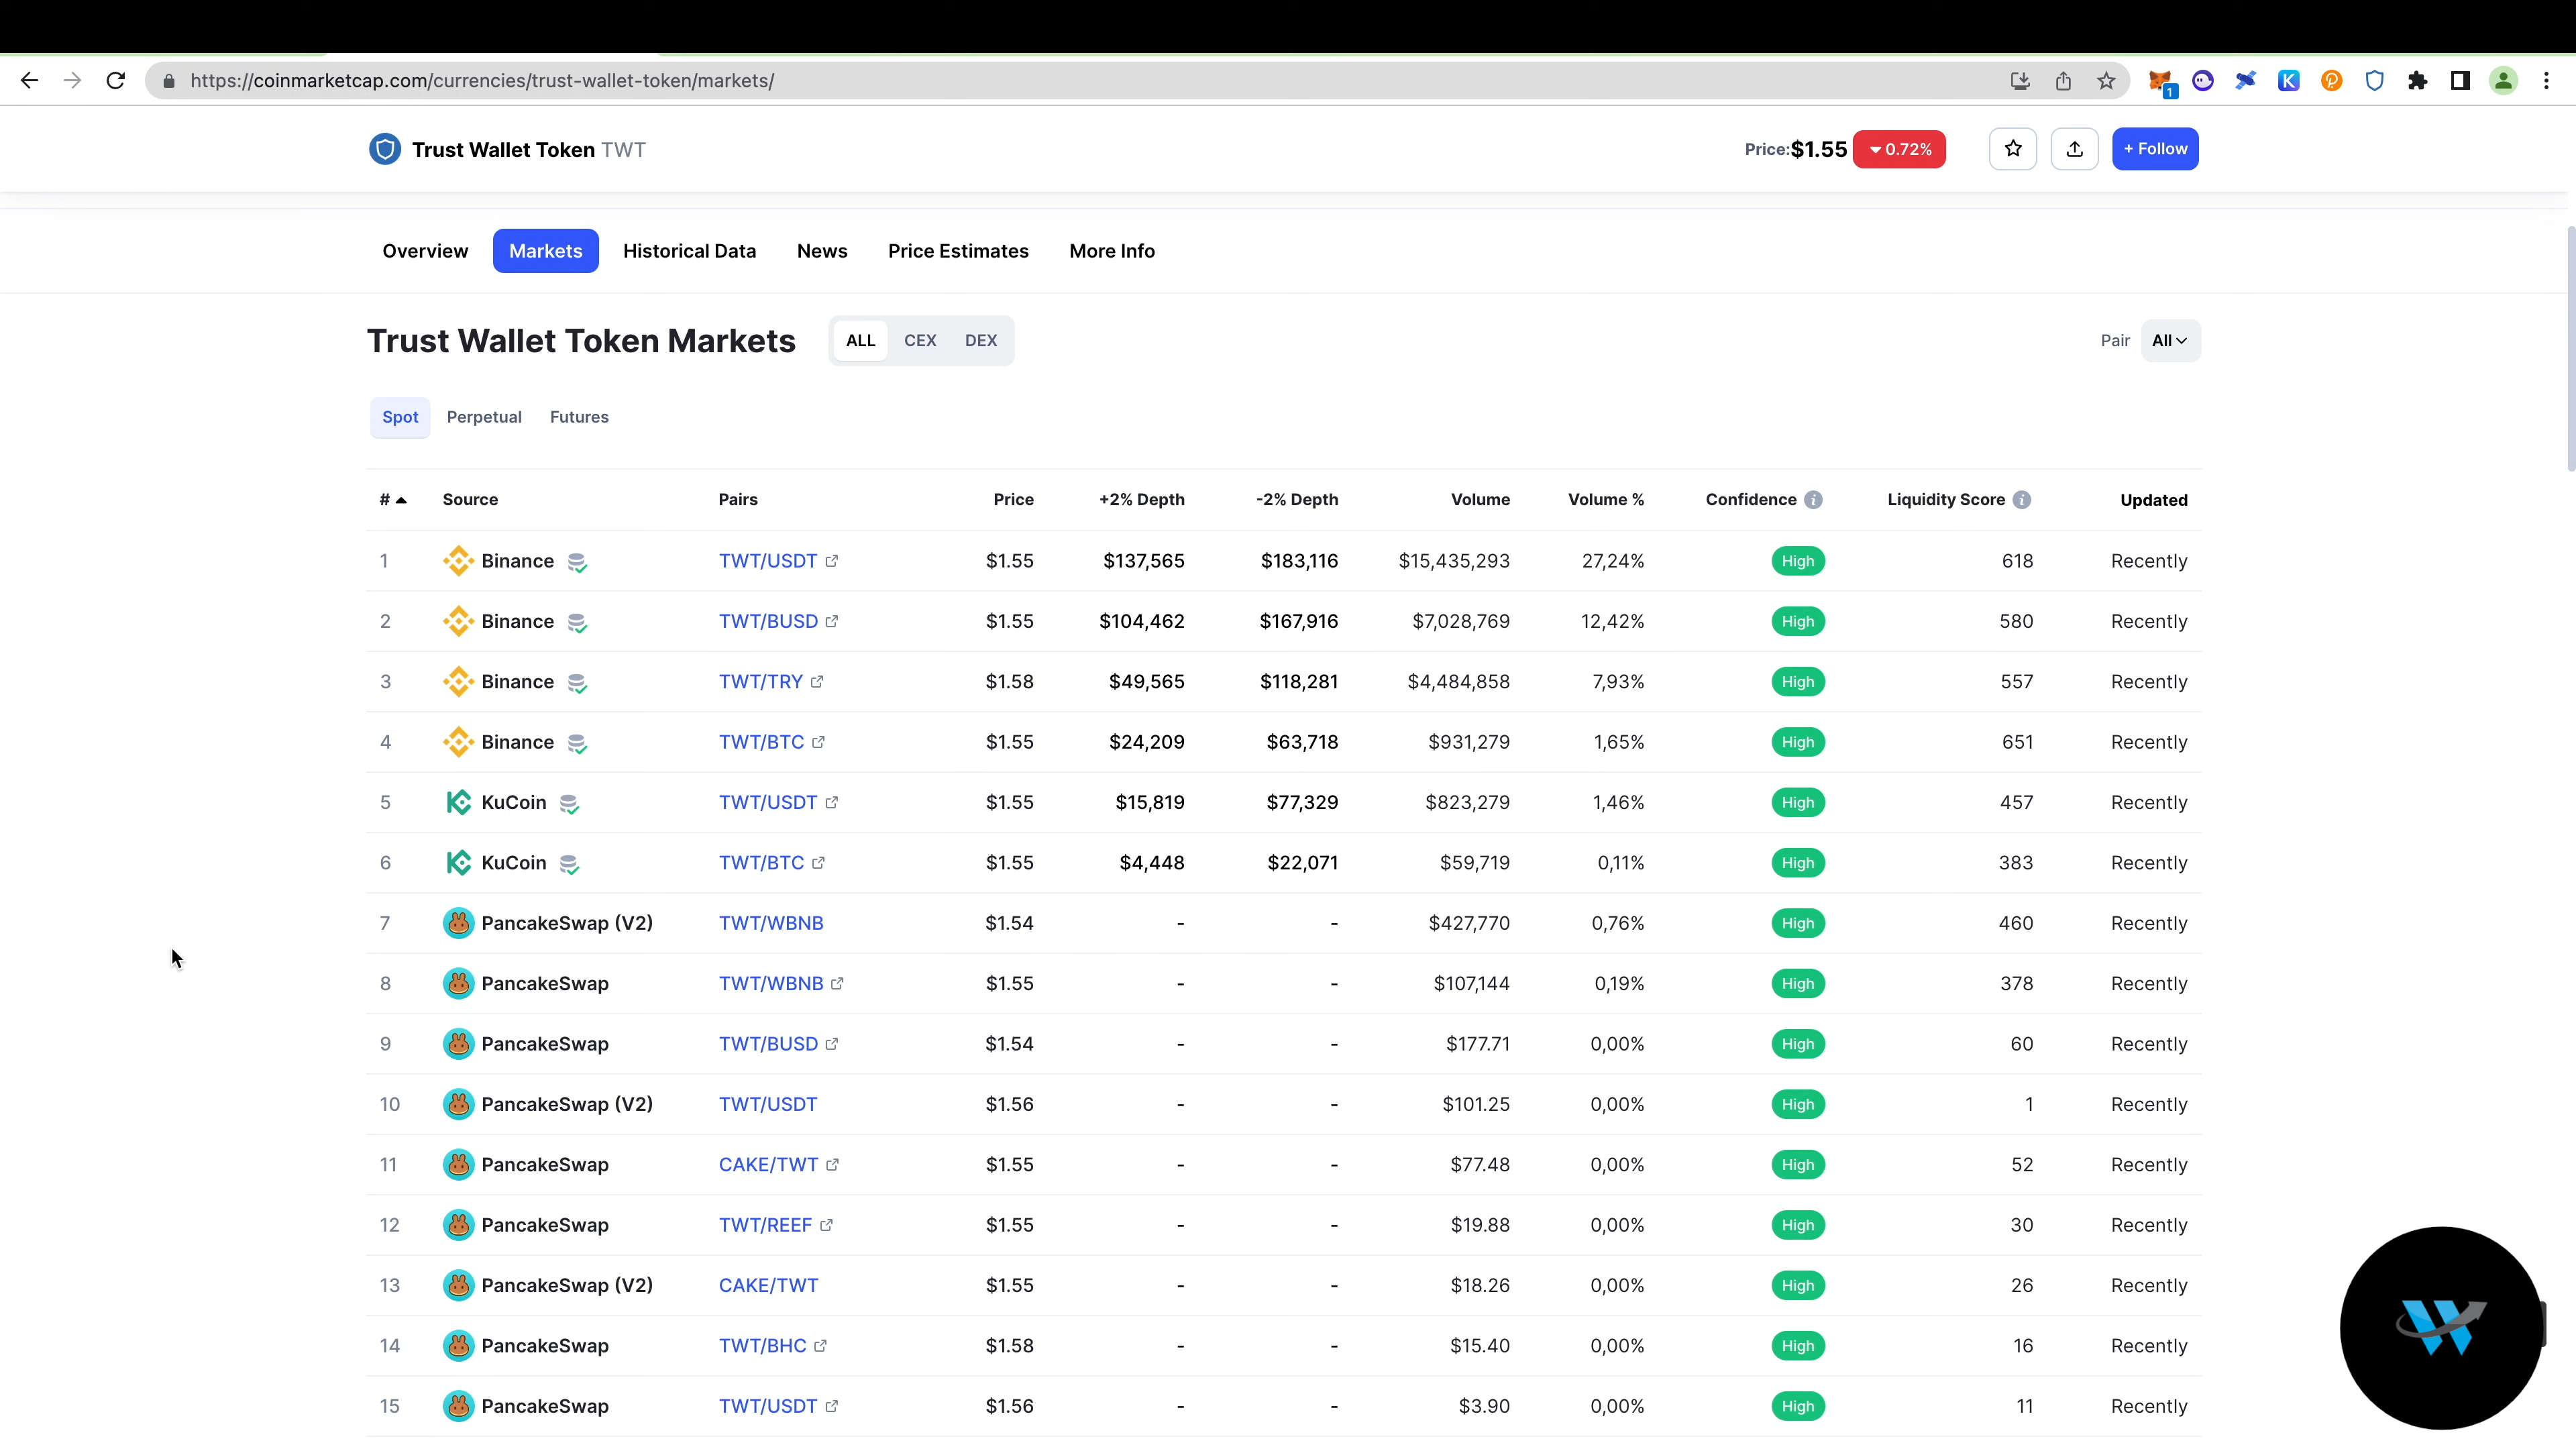 https://coinmarketcap.com/currencies/trust-wallet-token/markets/
1
Trust Wallet Token TWT Price:$1.55 0.72% + Follow
Overview Markets Historical Data News Price Estimates More Info
Trust Wallet Token Markets ALL CEX DEX Pair All
Spot Perpetual Futures
# Source Pairs Price +2% Depth -2% Depth Volume Volume % Confidence Liquidity Score Updated
1 Binance TWT/USDT $1.55 $137,565 $183,116 $15,435,293 27,24% High 618 Recently
2 Binance TWT/BUSD $1.55 $104,462 $167,916 $7,028,769 12,42% High 580 Recently
3 Binance TWT/TRY $1.58 $49,565 $118,281 $4,484,858 7,93% High 557 Recently
4 Binance TWT/BTC $1.55 $24,209 $63,718 $931,279 1,65% High 651 Recently
5 KuCoin TWT/USDT $1.55 $15,819 $77,329 $823,279 1,46% High 457 Recently
6 KuCoin TWT/BTC $1.55 $4,448 $22,071 $59,719 0,11% High 383 Recently
7 PancakeSwap (V2) TWT/WBNB $1.54 - - $427,770 0,76% High 460 Recently
8 PancakeSwap TWT/WBNB $1.55 - - $107,144 0,19% High 378 Recently
9 PancakeSwap TWT/BUSD $1.54 - - $177.71 0,00% High 60 Recently
10 PancakeSwap (V2) TWT/USDT $1.56 - - $101.25 0,00% High 1 Recently
11 PancakeSwap CAKE/TWT $1.55 - - $77.48 0,00% High 52 Recently
12 PancakeSwap TWT/REEF $1.55 - - $19.88 0,00% High 30 Recently
13 PancakeSwap (V2) CAKE/TWT $1.55 - - $18.26 0,00% High 26 Recently
14 PancakeSwap TWT/BHC $1.58 - - $15.40 0,00% High 16 Recently
15 PancakeSwap TWT/USDT $1.56 - - $3.90 0,00% High 11 Recently